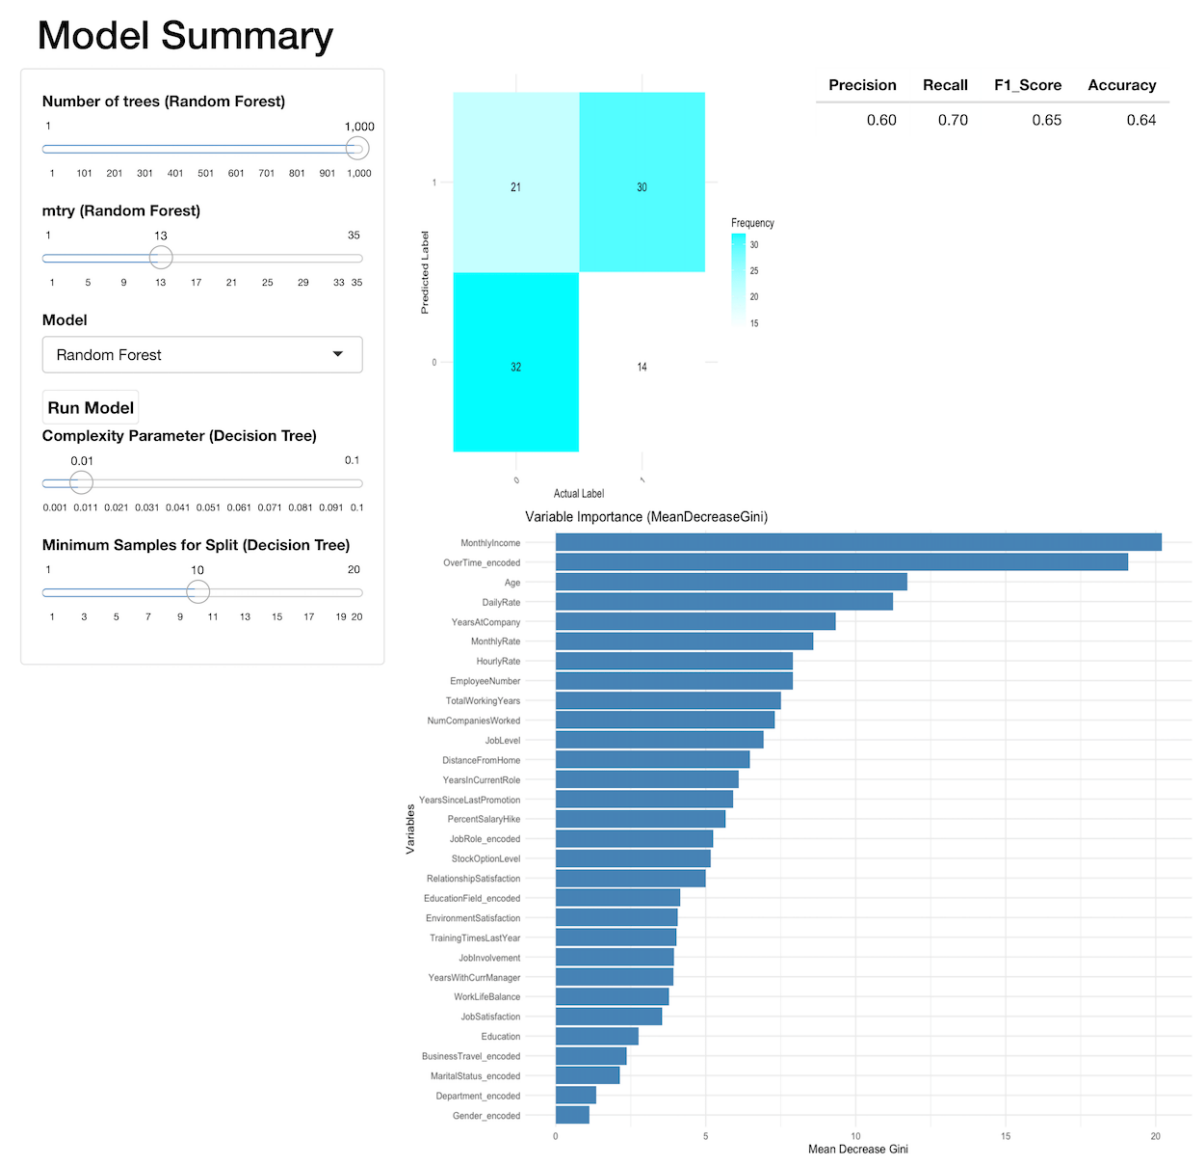 Model Summary
Number of trees (Random Forest)
1 1,000
1 101 201 301 401 501 601 701 801 901 1,000
mtry (Random Forest)
1 13 35
1 5 9 13 17 21 25 29 33 35
Model
Random Forest
Run Model
Complexity Parameter (Decision Tree)
0.01 0.1
0.001 0.011 0.021 0.031 0.041 0.051 0.061 0.071 0.081 0.091 0.1
Minimum Samples for Split (Decision Tree)
1 10 20
1 3 5 7 9 11 13 15 17 19 20
Predicted Label
1
21 30
0
32 14
0 1
Actual Label
Frequency
30
25
20
15
Precision Recall F1_Score Accuracy
0.60 0.70 0.65 0.64
Variable Importance (MeanDecreaseGini)
Variables
MonthlyIncome
OverTime_encoded
Age
DailyRate
YearsAtCompany
MonthlyRate
HourlyRate
EmployeeNumber
TotalWorkingYears
NumCompaniesWorked
JobLevel
DistanceFromHome
YearsInCurrentRole
YearsSinceLastPromotion
PercentSalaryHike
JobRole_encoded
StockOptionLevel
RelationshipSatisfaction
EducationField_encoded
EnvironmentSatisfaction
TrainingTimesLastYear
JobInvolvement
YearsWithCurrManager
WorkLifeBalance
JobSatisfaction
Education
BusinessTravel_encoded
MaritalStatus_encoded
Department_encoded
Gender_encoded
0 5 10 15 20
Mean Decrease Gini